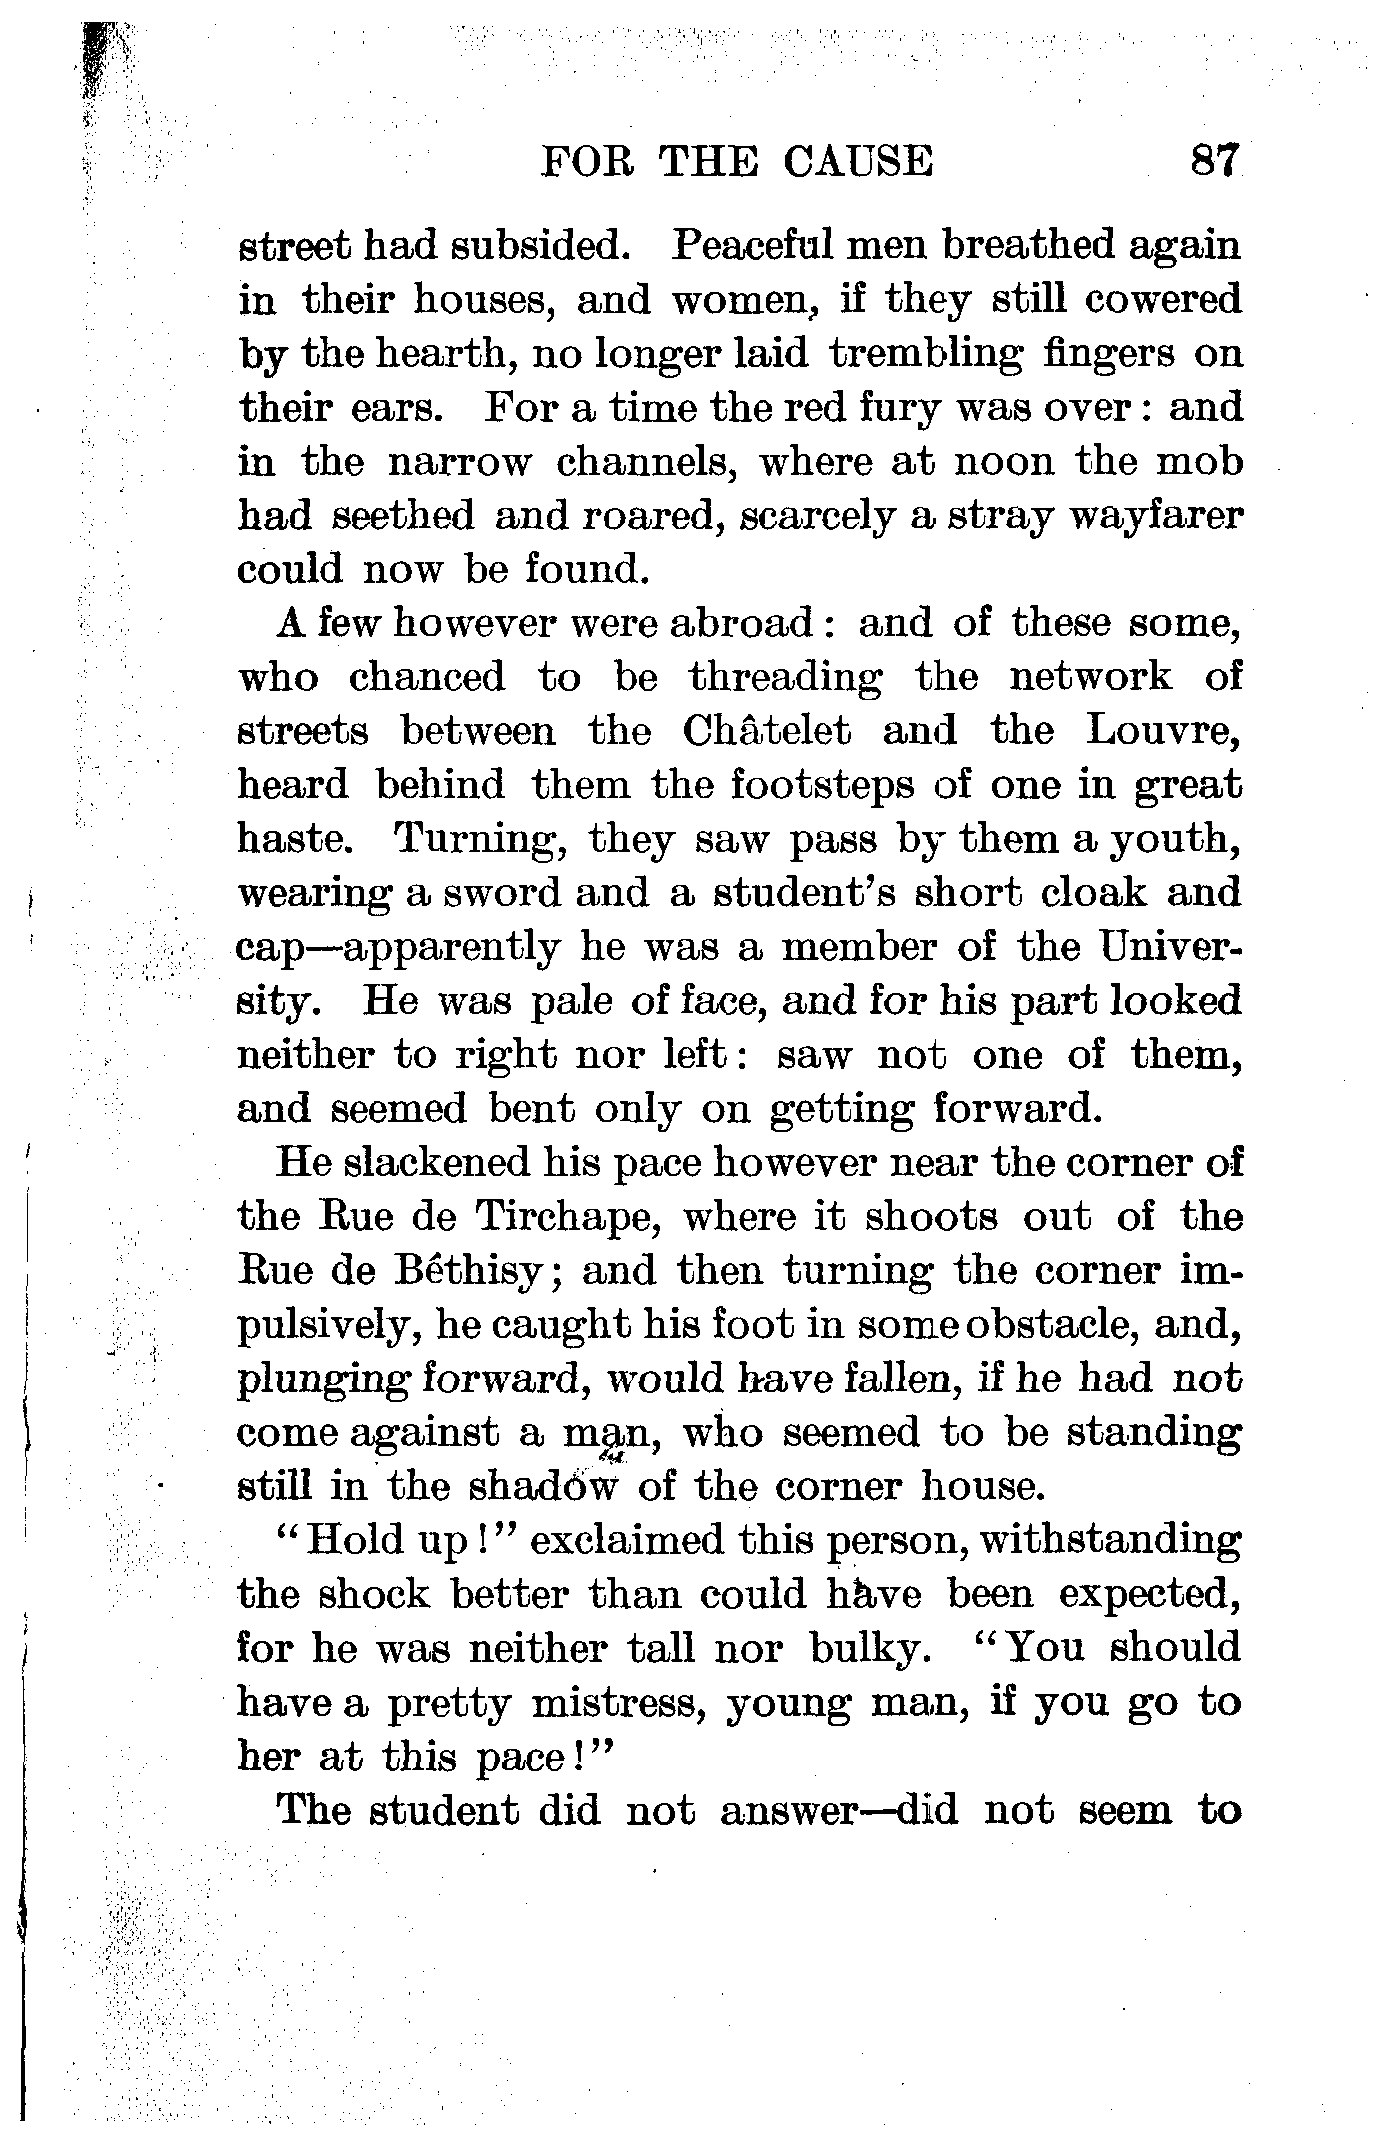 FOR THE CAUSE 87
street had subsided. Peaceful men breathed again
in their houses, and women, if they still cowered
by the hearth, no longer laid trembling fingers on
their ears. For a time the red fury was over : and
in the narrow channels, where at noon the mob
had seethed and roared, scarcely a stray wayfarer
could now be found.
A few however were abroad : and of these some,
who chanced to be threading the network of
streets between the Châtelet and the Louvre,
heard behind them the footsteps of one in great
haste. Turning, they saw pass by them a youth,
wearing a sword and a student's short cloak and
cap—apparently he was a member of the Univer-
sity. He was pale of face, and for his part looked
neither to right nor left : saw not one of them,
and seemed bent only on getting forward.
He slackened his pace however near the corner of
the Rue de Tirchape, where it shoots out of the
Rue de Bêthisy ; and then turning the corner im-
pulsively, he caught his foot in some obstacle, and,
plunging forward, would have fallen, if he had not
come against a man, who seemed to be standing
still in the shadow of the corner house.
"Hold up !" exclaimed this person, withstanding
the shock better than could have been expected,
for he was neither tall nor bulky. "You should
have a pretty mistress, young man, if you go to
her at this pace !"
The student did not answer—did not seem to